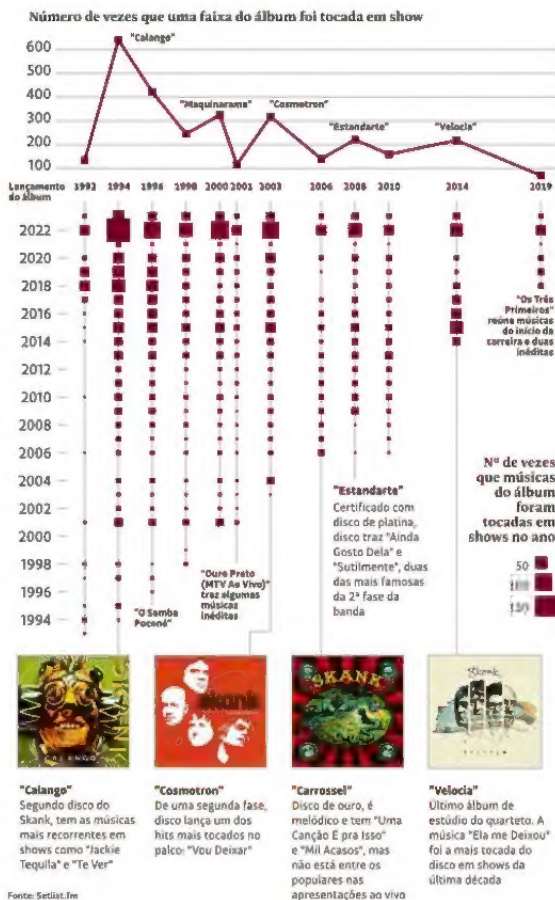 Número de vezes que uma faixa do álbum foi tocada em show
600
500
400
300
200
100
"Calango"
"Maquinarama"
"Cosmotron"
"Estandarte"
"Velocia"
Lançamento
do álbum
1992 1994 1996 1998 2000 2001 2003 2006 2008 2010 2014 2019
2022
2020
2018
2016
2014
2012
2010
2008
2006
2004
2002
2000
1998
1996
1994
"Os Três
Primeiros"
reúne músicas
do início da
carreira e duas
inéditas
"O Samba
Poconé"
"Ouro Preto
(MTV Ao Vivo)"
traz algumas
músicas
inéditas
"Estandarte"
Certificado com
disco de platina,
disco traz "Ainda
Gosto Dela" e
"Sutilmente", duas
das mais famosas
da 2ª fase da
banda
Nº de vezes
que músicas
do álbum
foram
tocadas em
shows no ano
50
100
150
CALANGO
skank
SKANK
Skank
"Calango"
Segundo disco do
Skank, tem as músicas
mais recorrentes em
shows como "Jackie
Tequila" e "Te Ver"
"Cosmotron"
De uma segunda fase,
disco lança um dos
hits mais tocados no
palco: "Vou Deixar"
"Carrossel"
Disco de ouro, é
melódico e tem "Uma
Canção É pra Isso"
e "Mil Acasos", mas
não está entre os
populares nas
apresentações ao vivo
"Velocia"
Último álbum de
estúdio do quarteto. A
música "Ela me Deixou"
foi a mais tocada do
disco em shows da
última década
Fonte: Setlist.fm